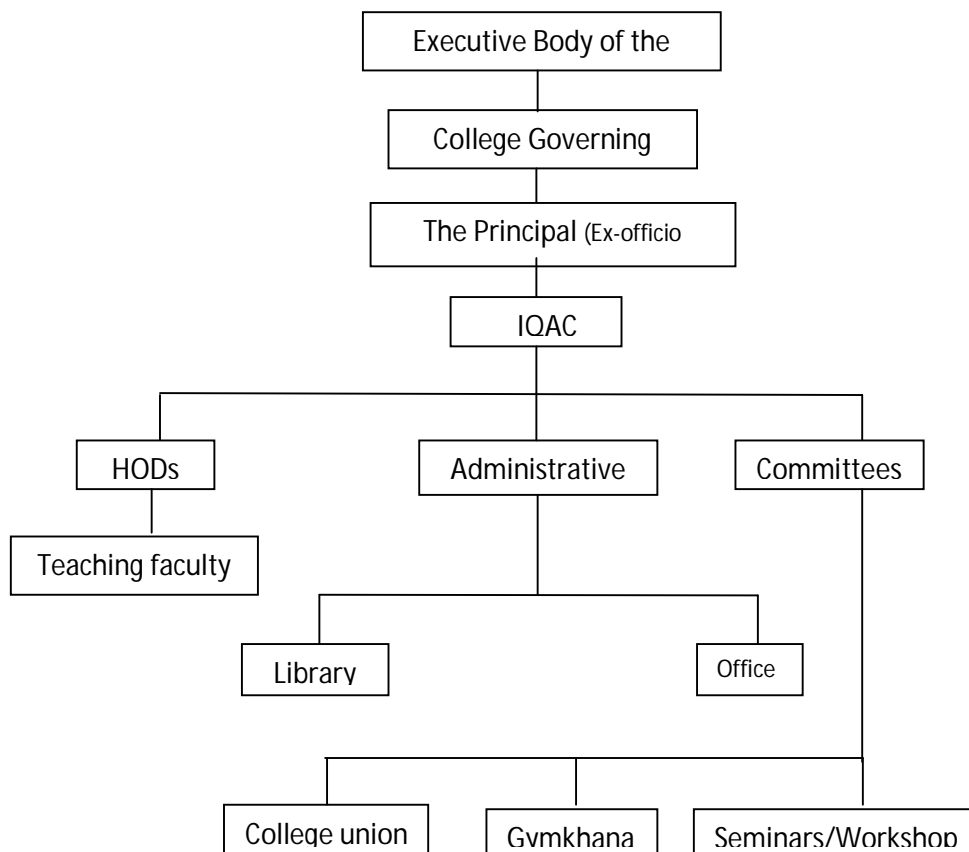 Executive Body of the
College Governing
The Principal (Ex-officio
IQAC
HODs
Administrative
Committees
Teaching faculty
Library
Office
College union
Gymkhana
Seminars/Workshop